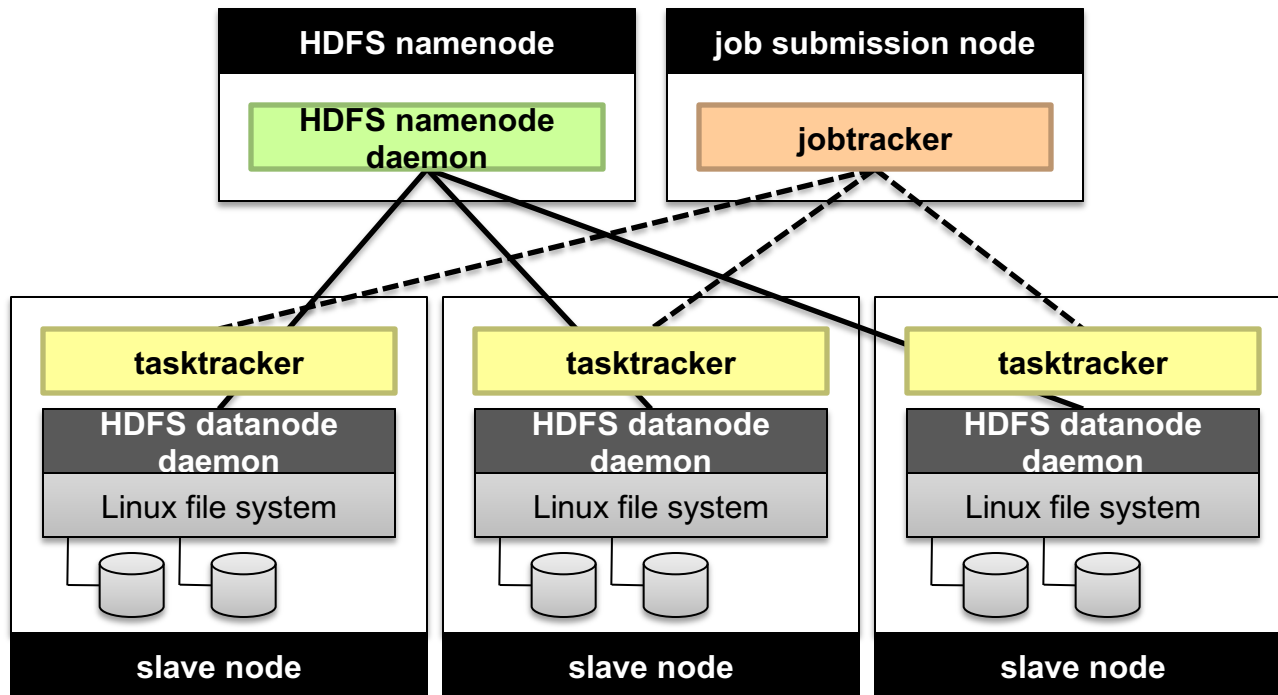 HDFS namenode
job submission node
HDFS namenode
daemon
jobtracker
tasktracker
tasktracker
tasktracker
HDFS datanode
daemon
HDFS datanode
daemon
HDFS datanode
daemon
Linux file system
Linux file system
Linux file system
slave node
slave node
slave node